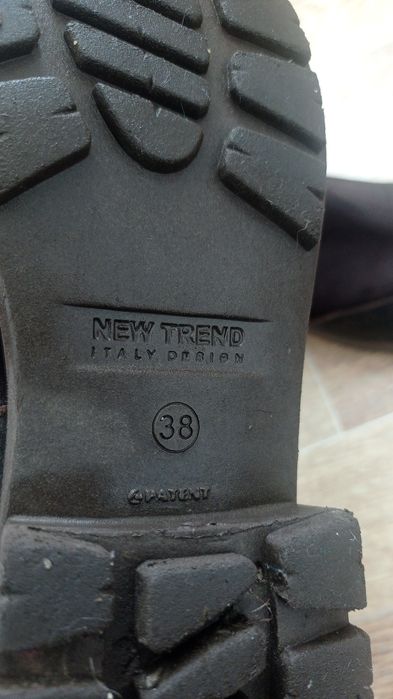 NEW TREND
ITALY DESIGN
38
PATENT